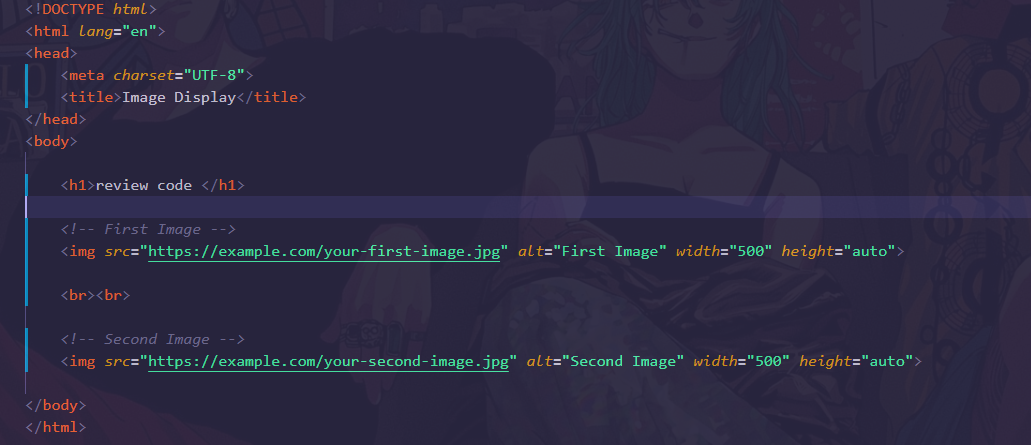 <!DOCTYPE html>
<html lang="en">
<head>
    <meta charset="UTF-8">
    <title>Image Display</title>
</head>
<body>

    <h1>review code </h1>

    <!-- First Image -->
    <img src="https://example.com/your-first-image.jpg" alt="First Image" width="500" height="auto">

    <br><br>

    <!-- Second Image -->
    <img src="https://example.com/your-second-image.jpg" alt="Second Image" width="500" height="auto">

</body>
</html>